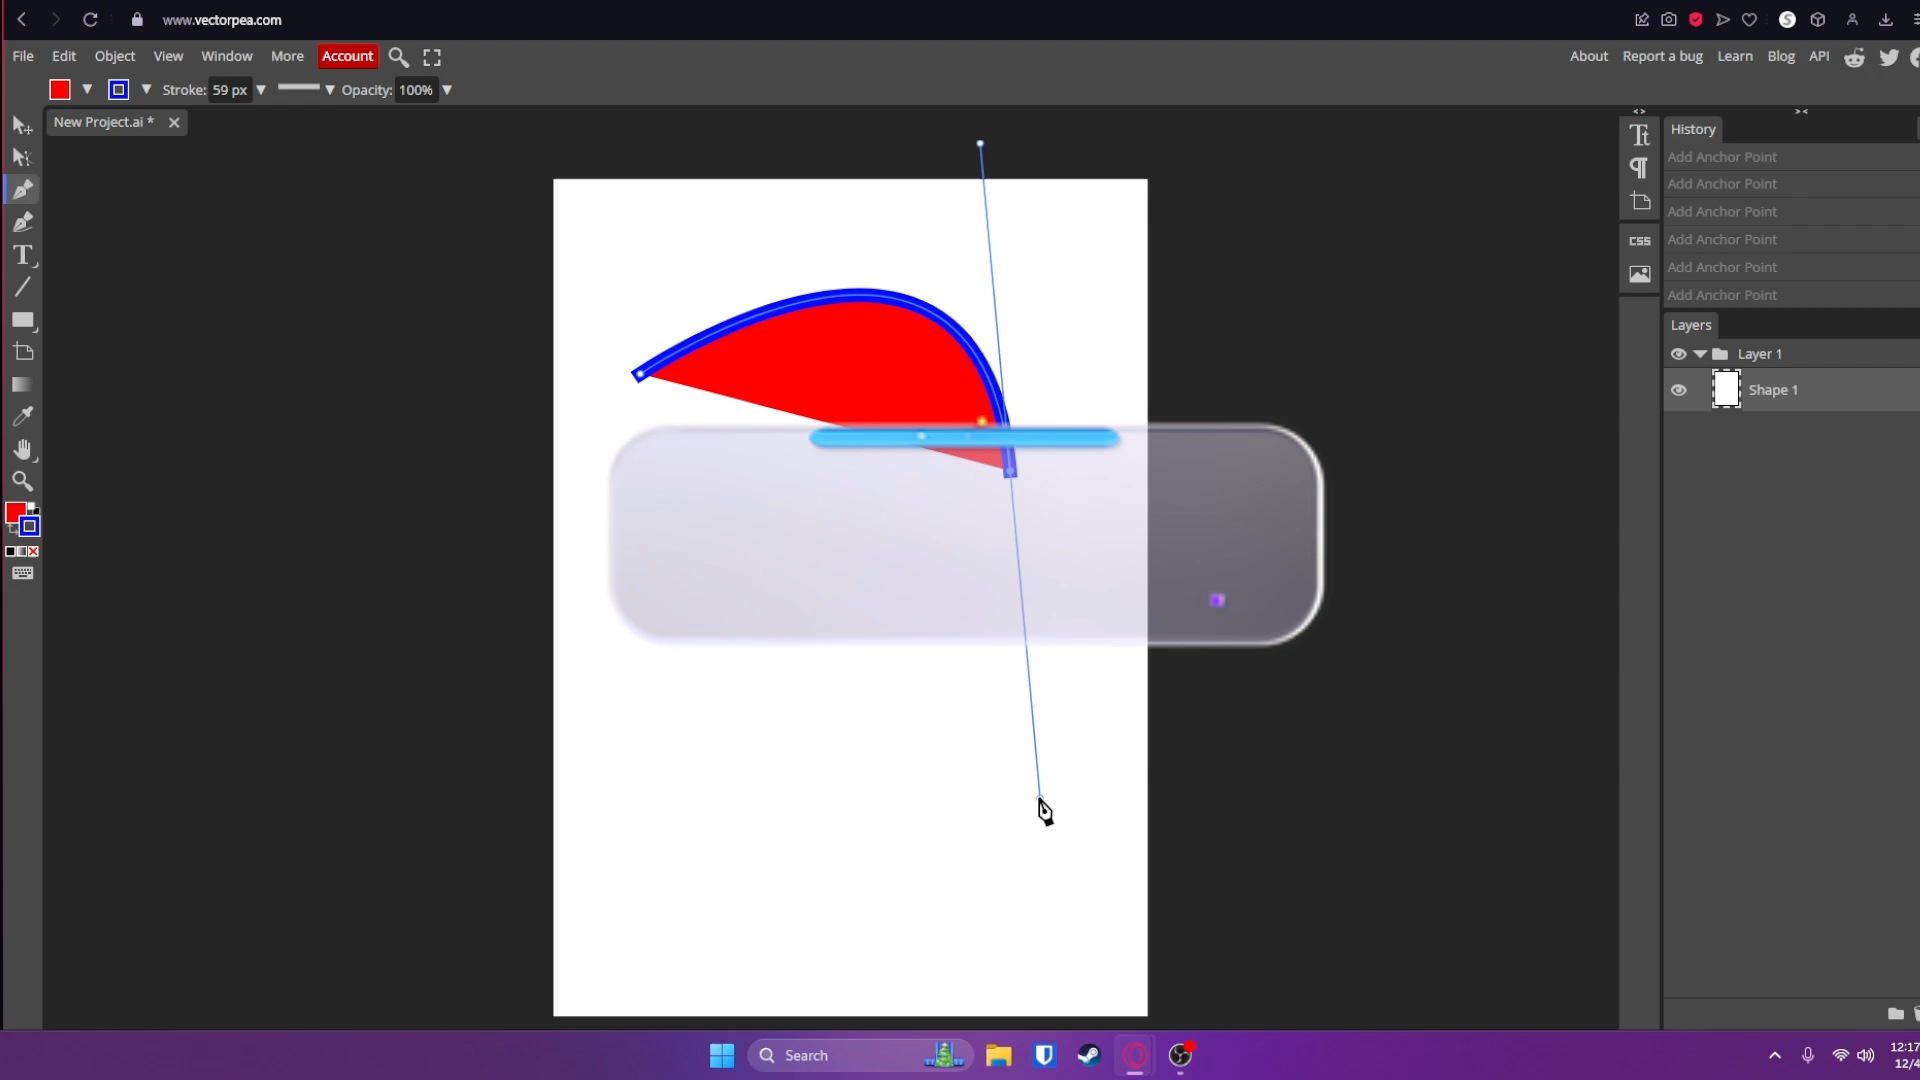 www.vectorpea.com
File Edit Object View Window More Account
About Report a bug Learn Blog API
Stroke: 59 px Opacity: 100%
New Project.ai *
History
Add Anchor Point
Add Anchor Point
Add Anchor Point
Add Anchor Point
Add Anchor Point
Add Anchor Point
CSS
Layers
Layer 1
Shape 1
Search
12:17
12/4